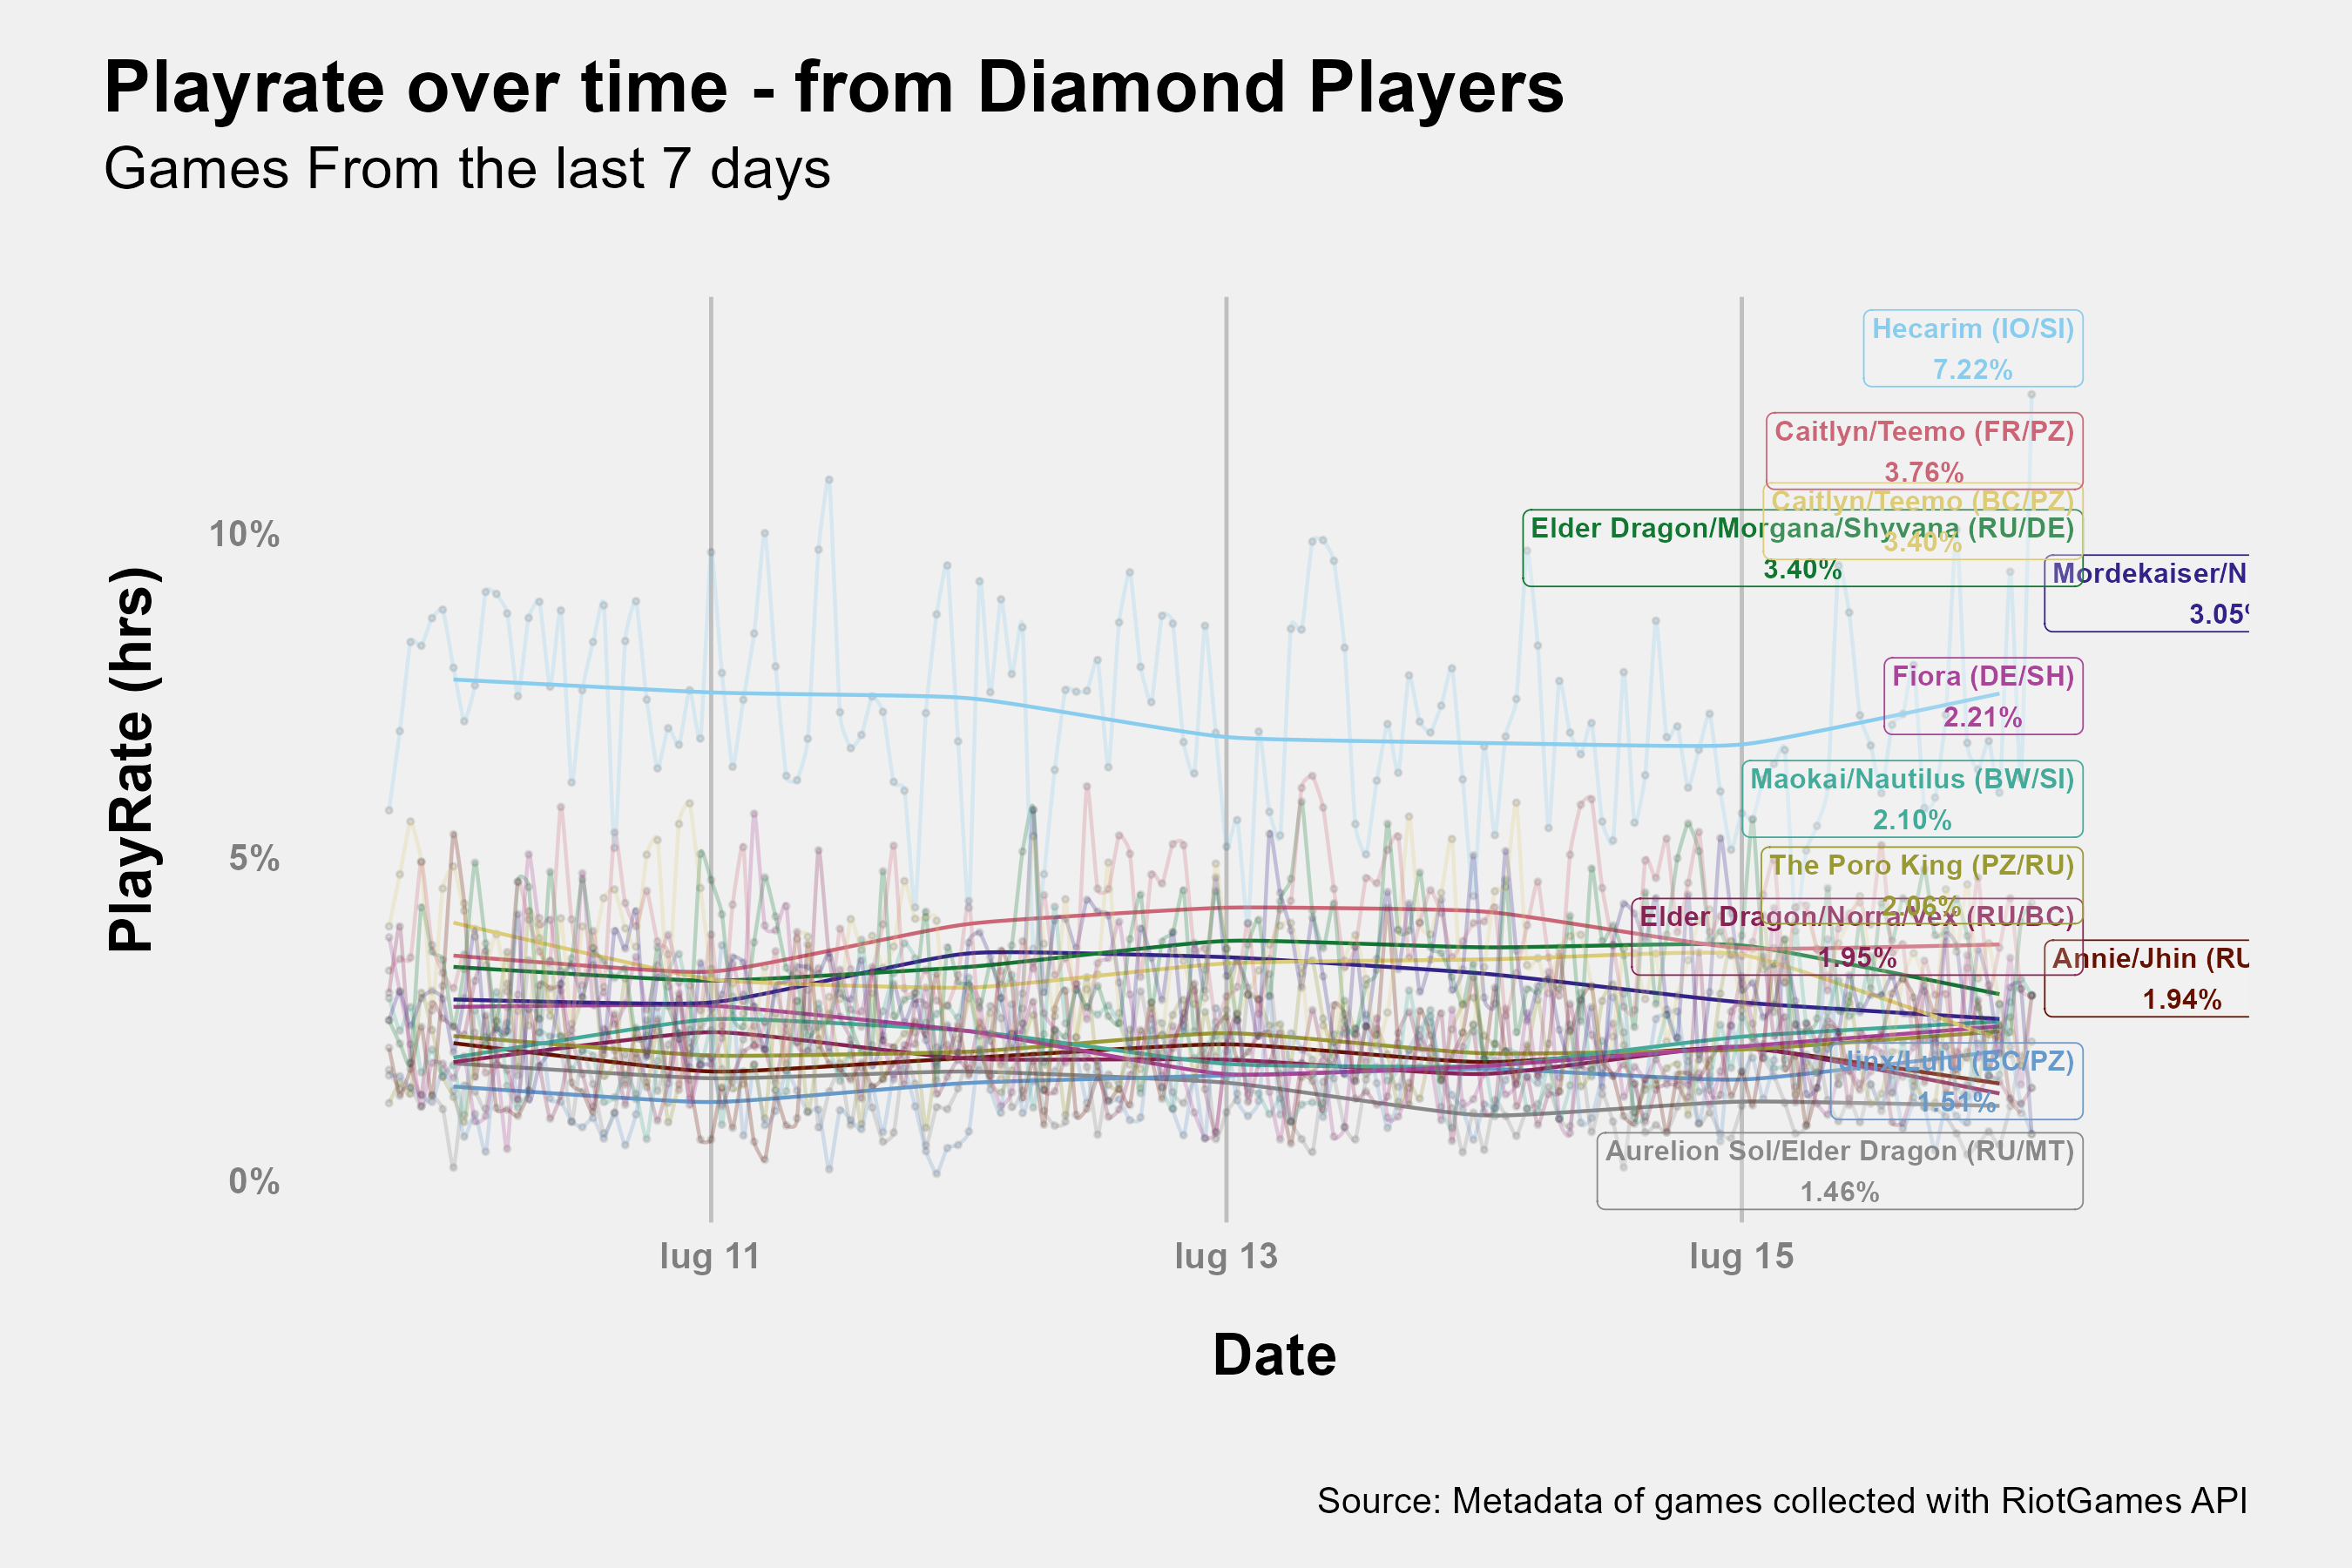 Playrate over time - from Diamond Players
Games From the last 7 days
PlayRate (hrs)
10%
5%
0%
Hecarim (IO/SI)
7.22%
Caitlyn/Teemo (FR/PZ)
3.76%
Caitlyn/Teemo (BC/PZ)
3.40%
Elder Dragon/Morgana/Shyvana (RU/DE)
3.40%
Mordekaiser/N
3.05
Fiora (DE/SH)
2.21%
Maokai/Nautilus (BW/SI)
2.10%
The Poro King (PZ/RU)
2.06%
Elder Dragon/Norra/Vex (RU/BC)
1.95%
Annie/Jhin (RU
1.94%
Jinx/Lulu (BC/PZ)
1.51%
Aurelion Sol/Elder Dragon (RU/MT)
1.46%
lug 11
lug 13
lug 15
Date
Source: Metadata of games collected with RiotGames API